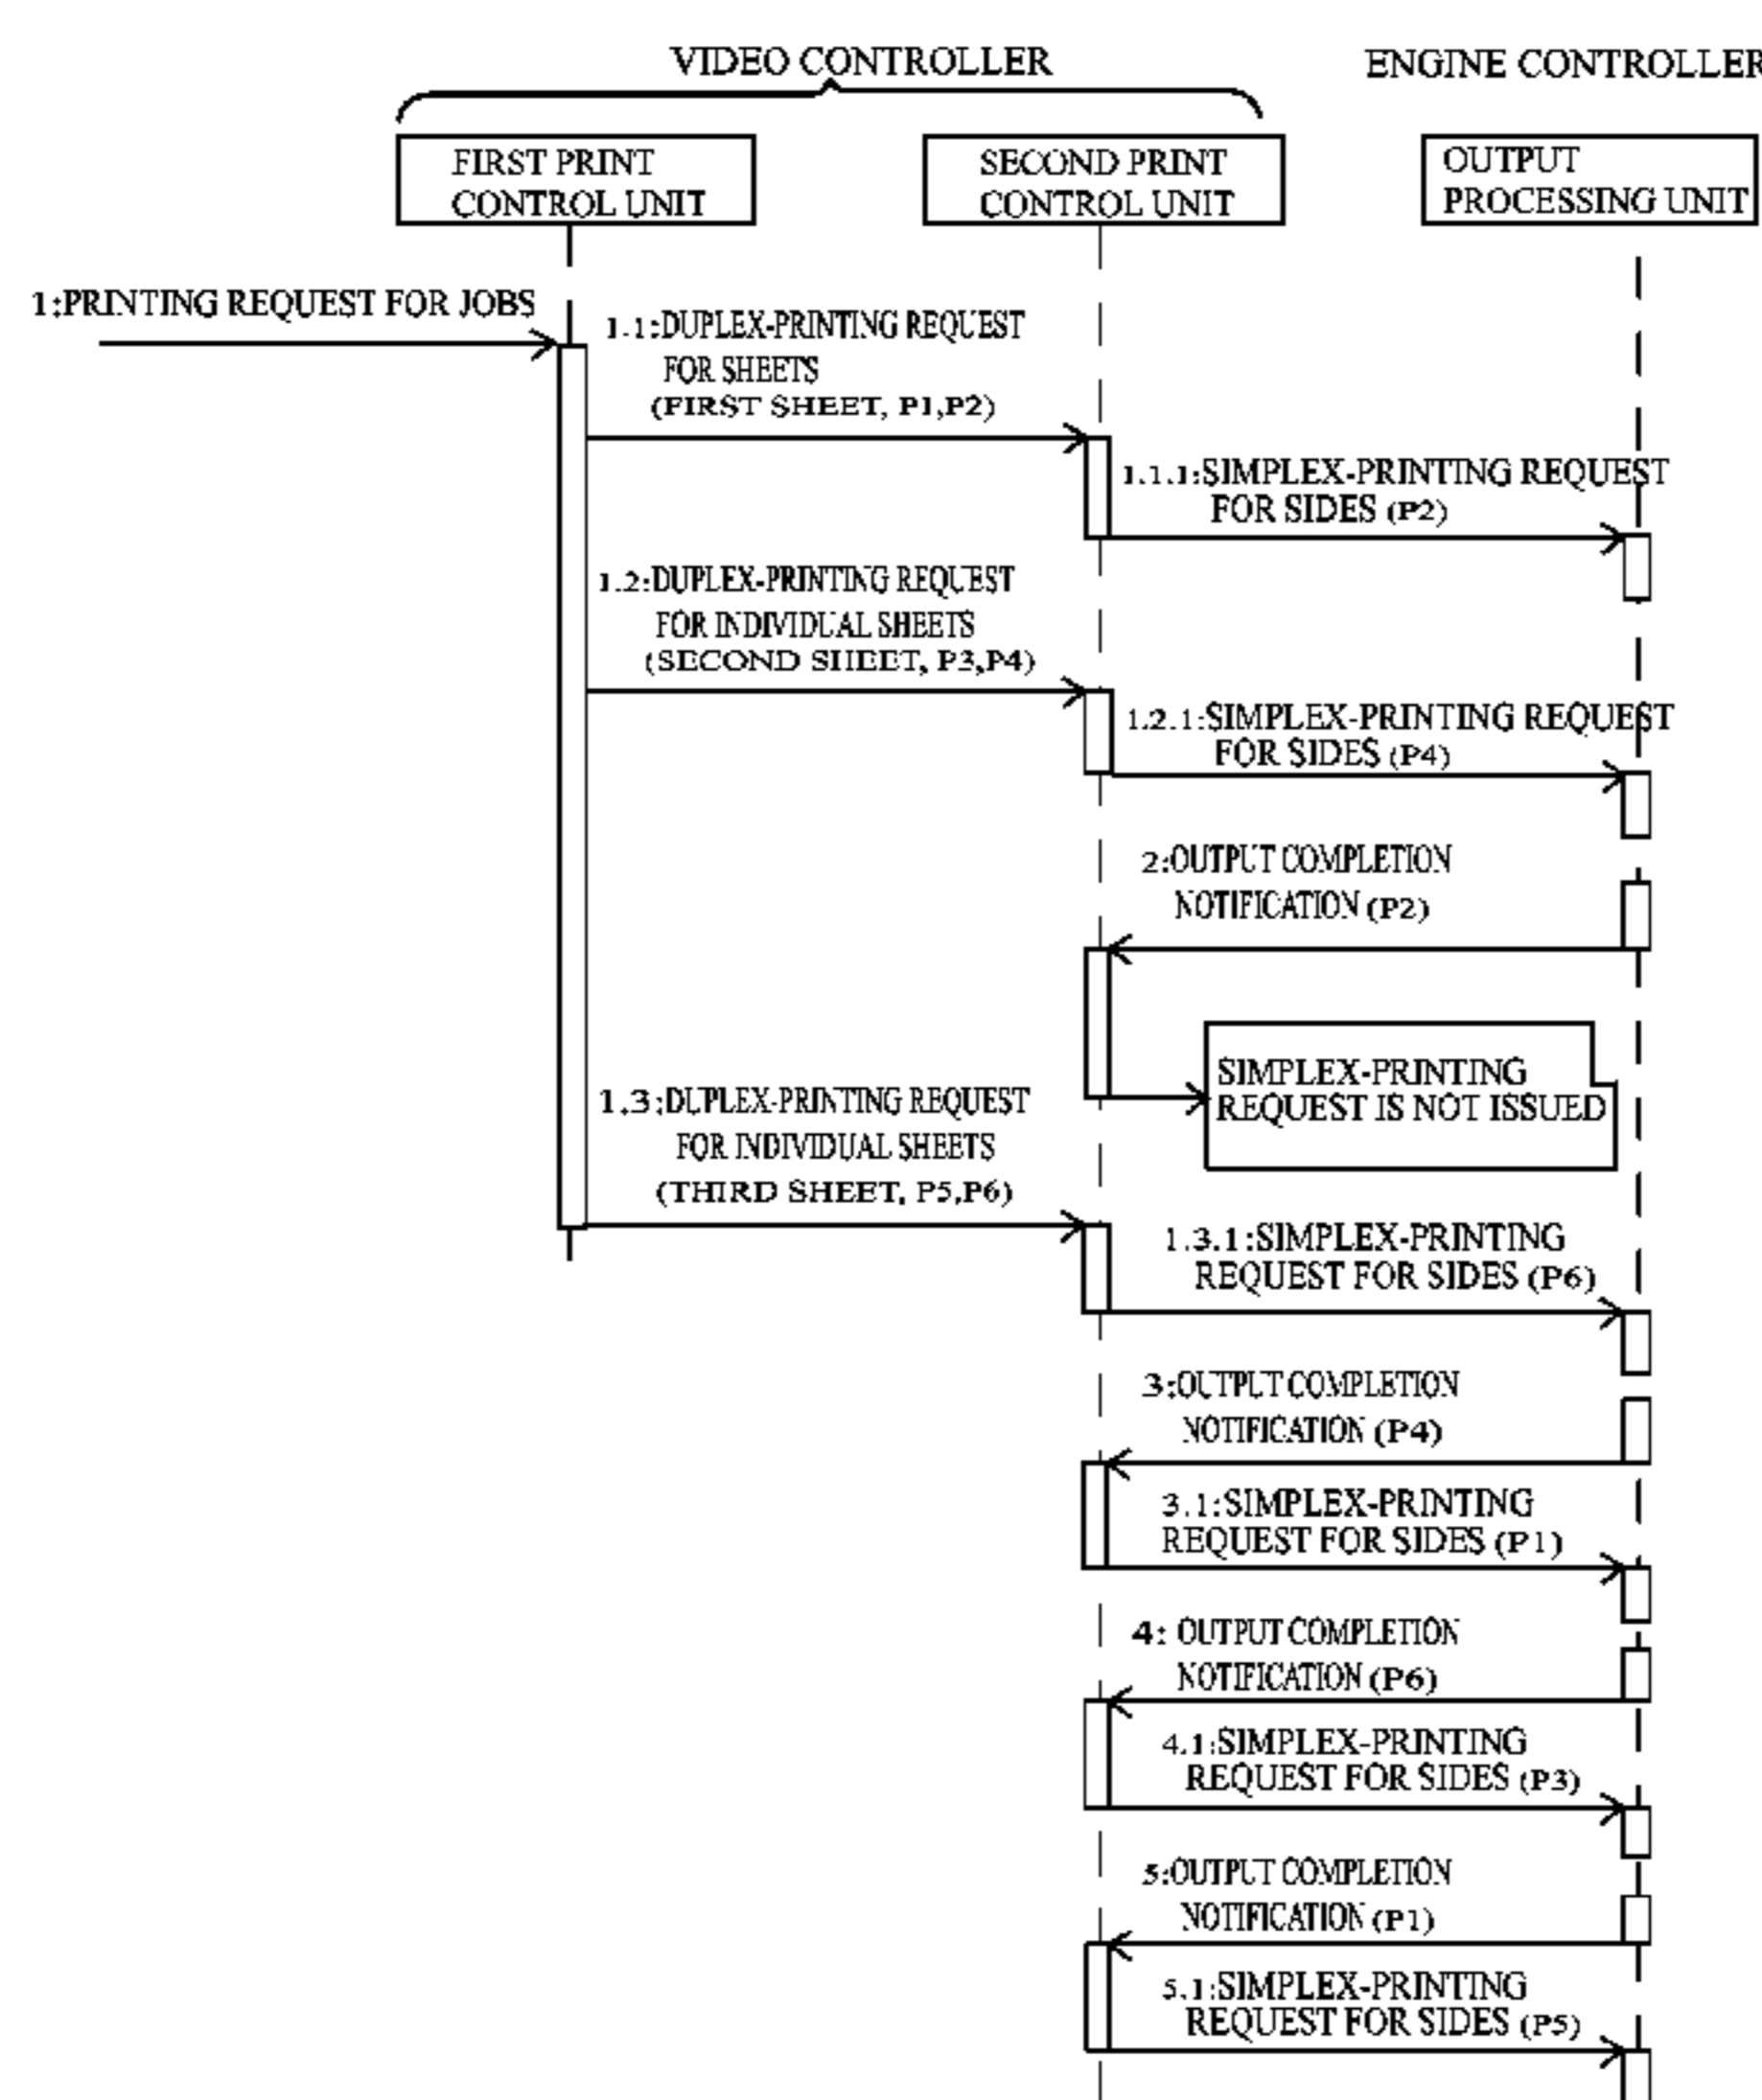 VIDEO CONTROLLER
ENGINE CONTROLLER
FIRST PRINT
CONTROL UNIT
SECOND PRINT
CONTROL UNIT
OUTPUT
PROCESSING UNIT
1:PRINTING REQUEST FOR JOBS
1.1:DUPLEX-PRINTING REQUEST
FOR SHEETS
(FIRST SHEET, P1,P2)
1.1.1:SIMPLEX-PRINTING REQUEST
FOR SIDES (P2)
1.2:DUPLEX-PRINTING REQUEST
FOR INDIVIDUAL SHEETS
(SECOND SHEET, P3,P4)
1.2.1:SIMPLEX-PRINTING REQUEST
FOR SIDES (P4)
2:OUTPUT COMPLETION
NOTIFICATION (P2)
SIMPLEX-PRINTING
REQUEST IS NOT ISSUED
1.3:DUPLEX-PRINTING REQUEST
FOR INDIVIDUAL SHEETS
(THIRD SHEET, P5,P6)
1.3.1:SIMPLEX-PRINTING
REQUEST FOR SIDES (P6)
3:OUTPUT COMPLETION
NOTIFICATION (P4)
3.1:SIMPLEX-PRINTING
REQUEST FOR SIDES (P1)
4: OUTPUT COMPLETION
NOTIFICATION (P6)
4.1:SIMPLEX-PRINTING
REQUEST FOR SIDES (P3)
5:OUTPUT COMPLETION
NOTIFICATION (P1)
5.1:SIMPLEX-PRINTING
REQUEST FOR SIDES (P5)